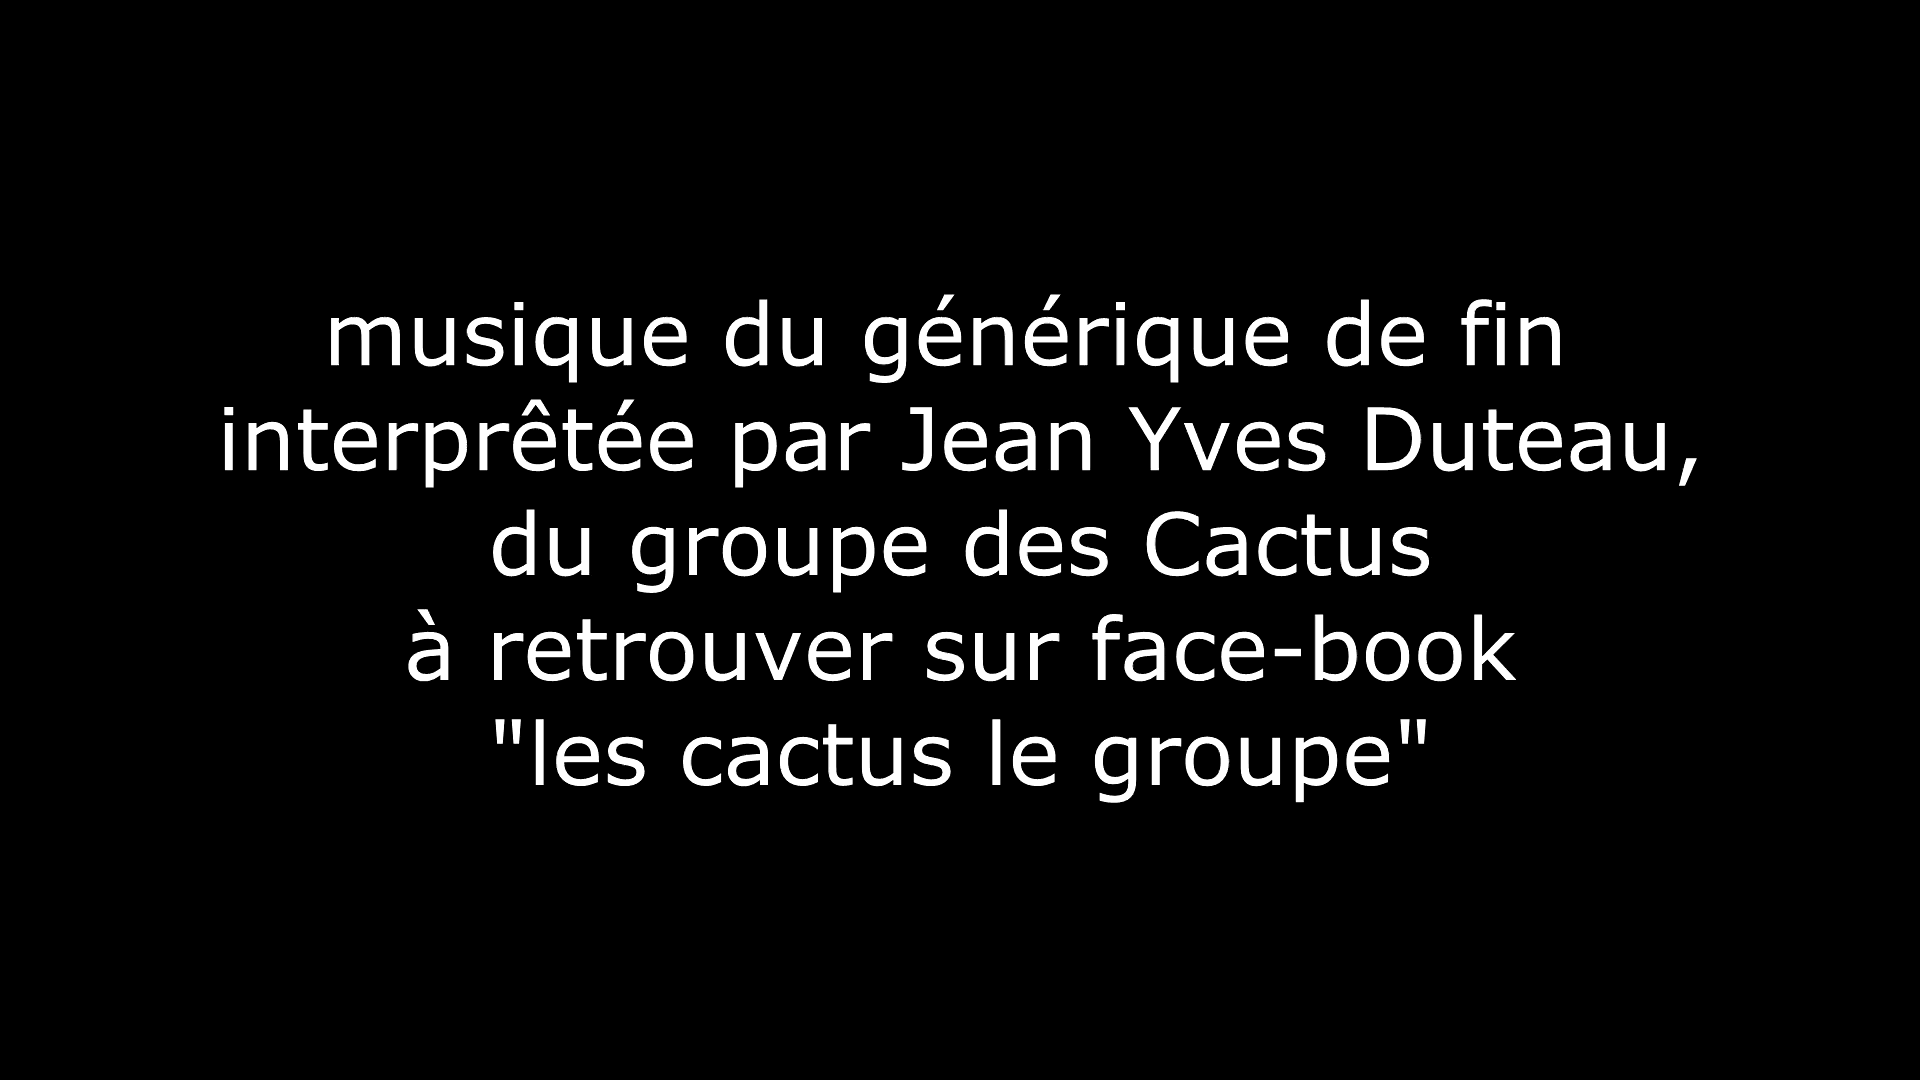 musique du générique de fin
interprêtée par Jean Yves Duteau,
du groupe des Cactus
à retrouver sur face-book
"les cactus le groupe"